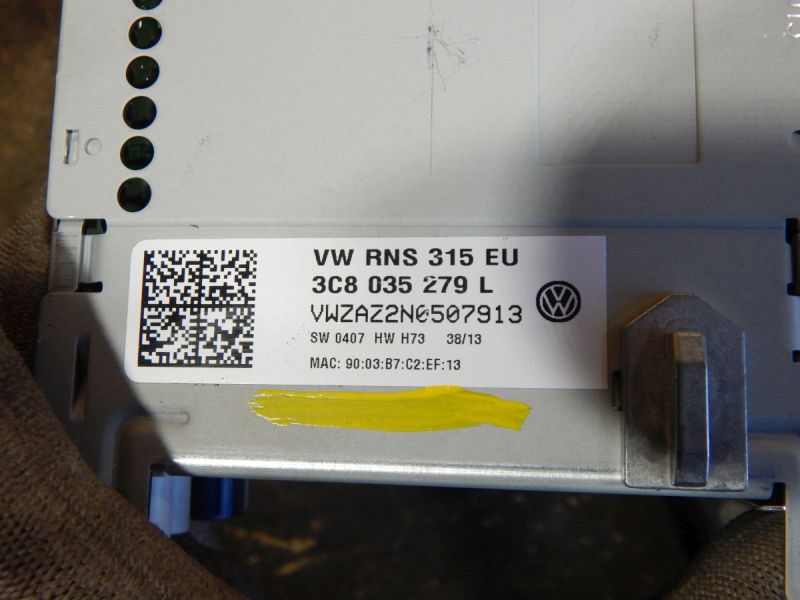 VW RNS 315 EU
3C8 035 279 L
VWZAZ2N0507913
SW 0407 HW H73 38/13
MAC: 90:03:B7:C2:EF:13